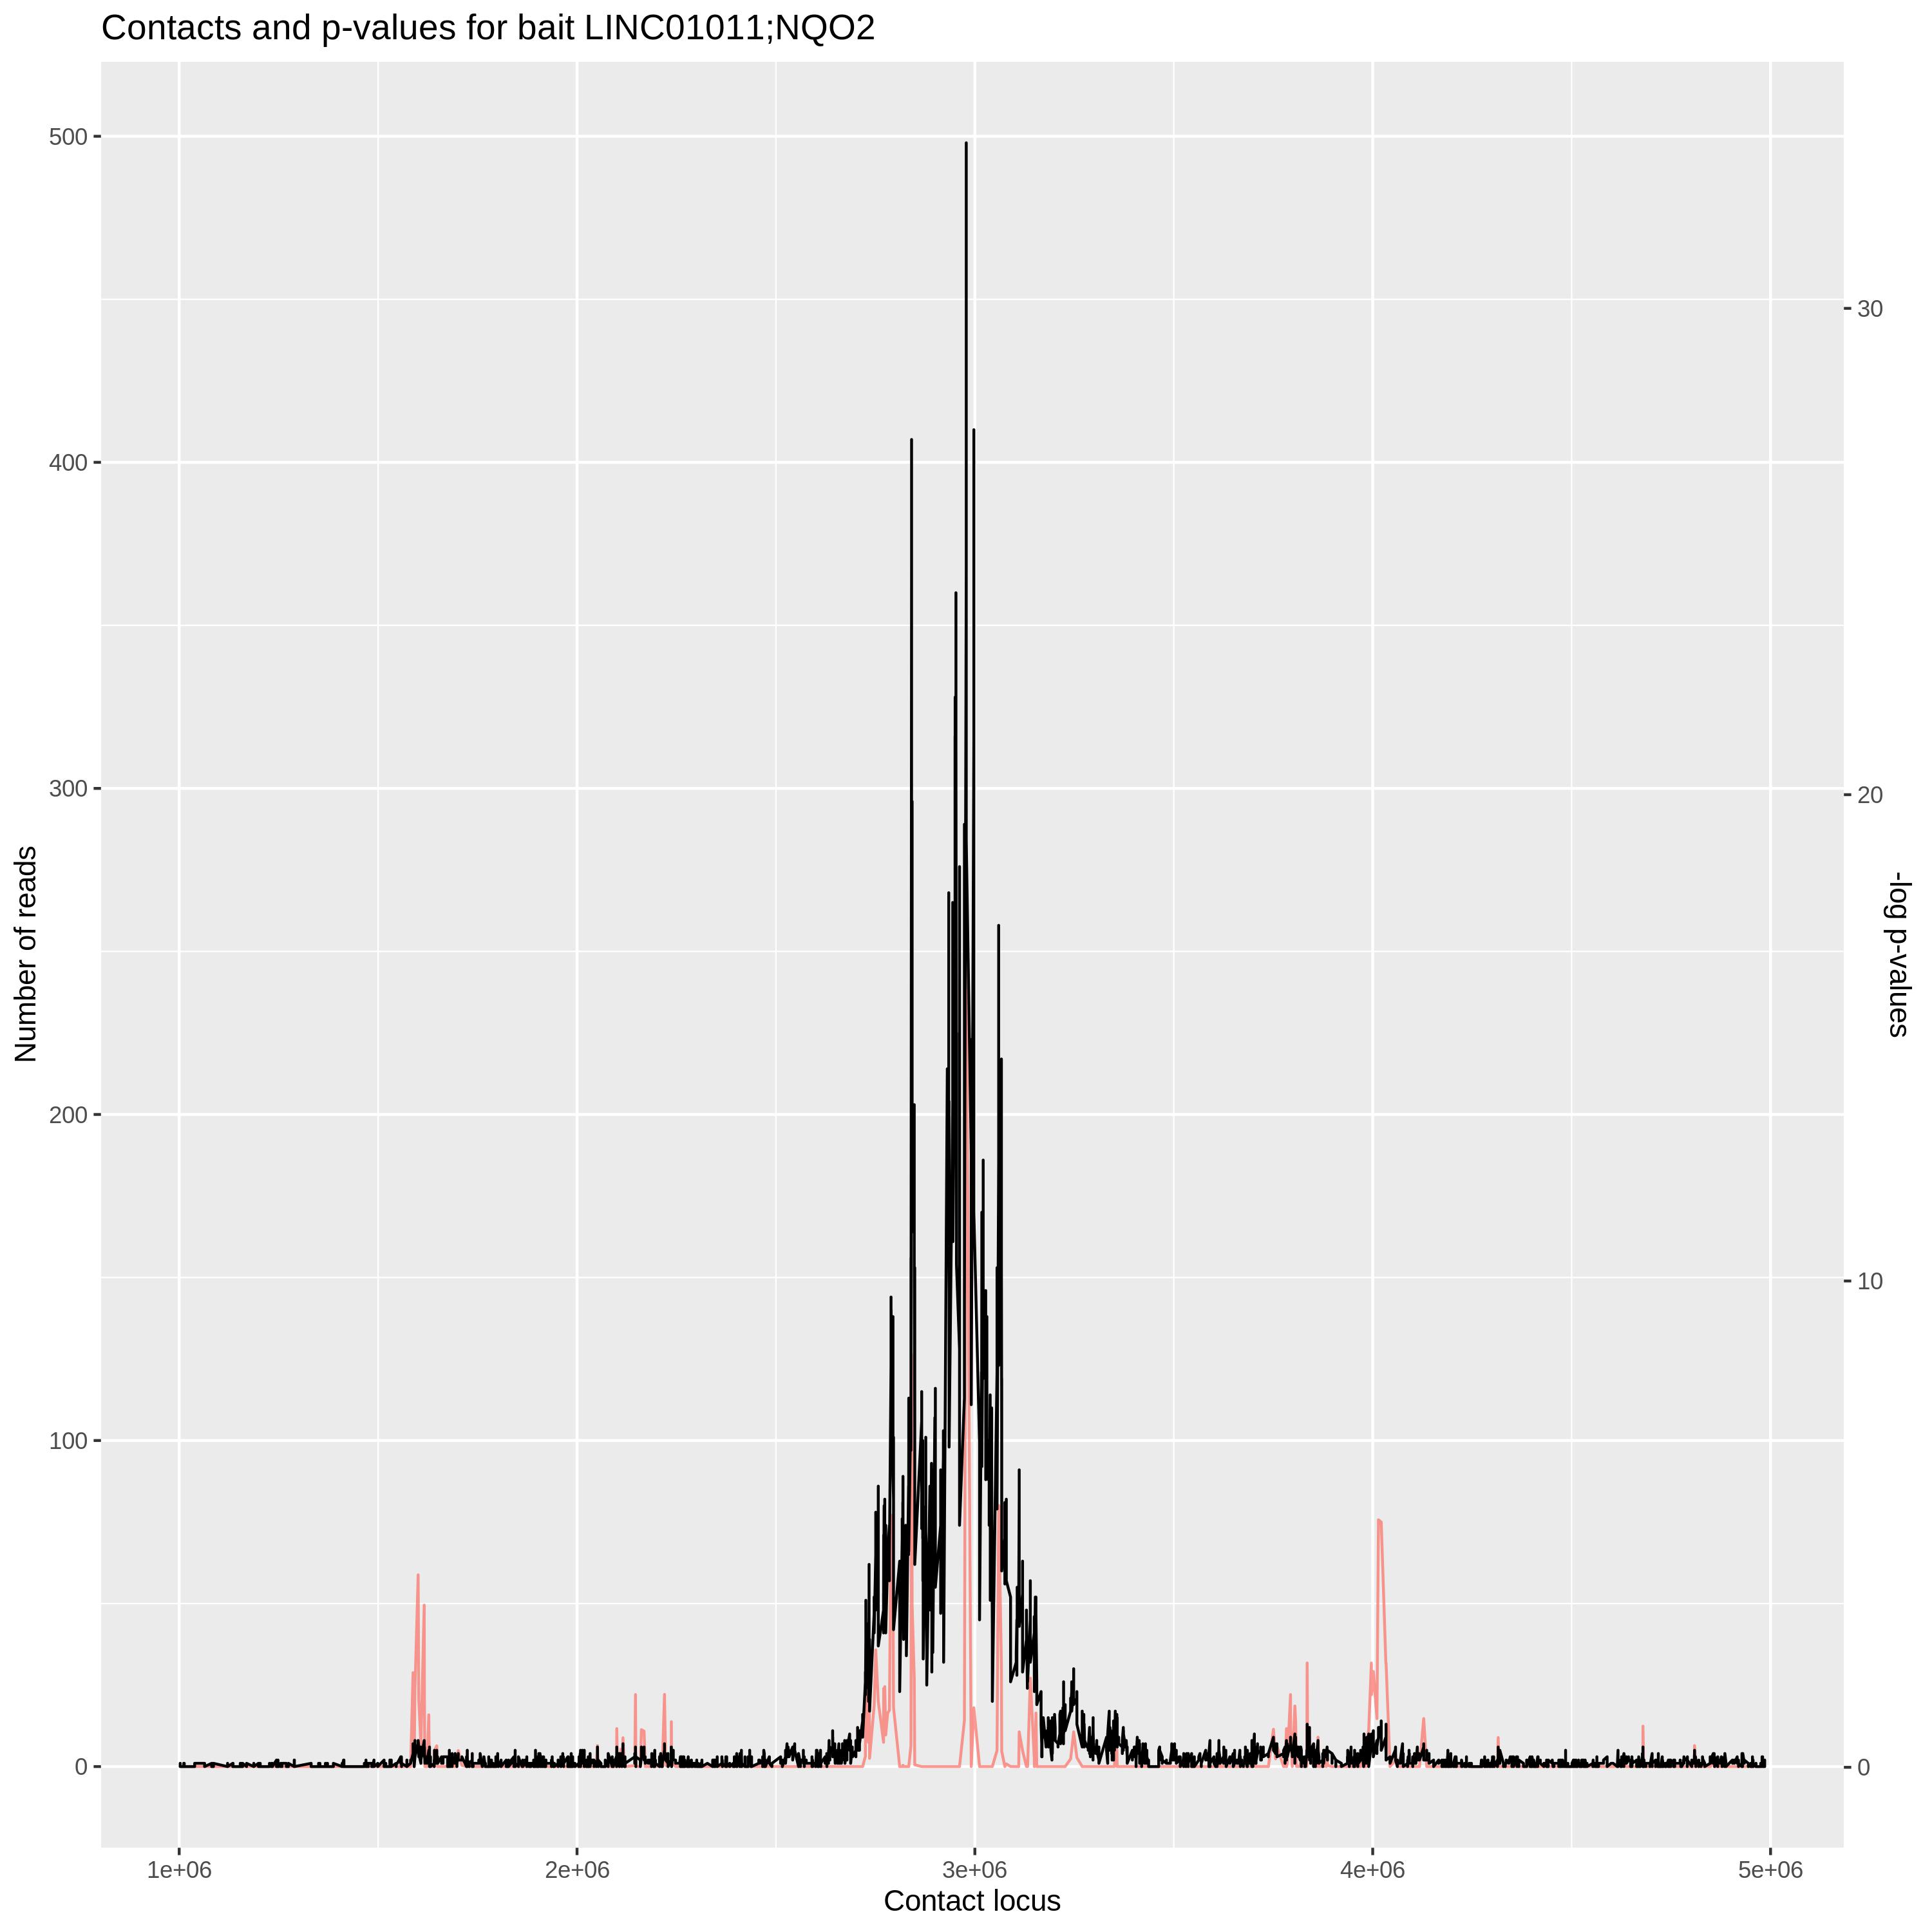 Contacts and p-values for bait LINC01011;NQO2
500
400
300
200
100
0
Number of reads
30
20
10
0
-log p-values
1e+06
2e+06
3e+06
4e+06
5e+06
Contact locus